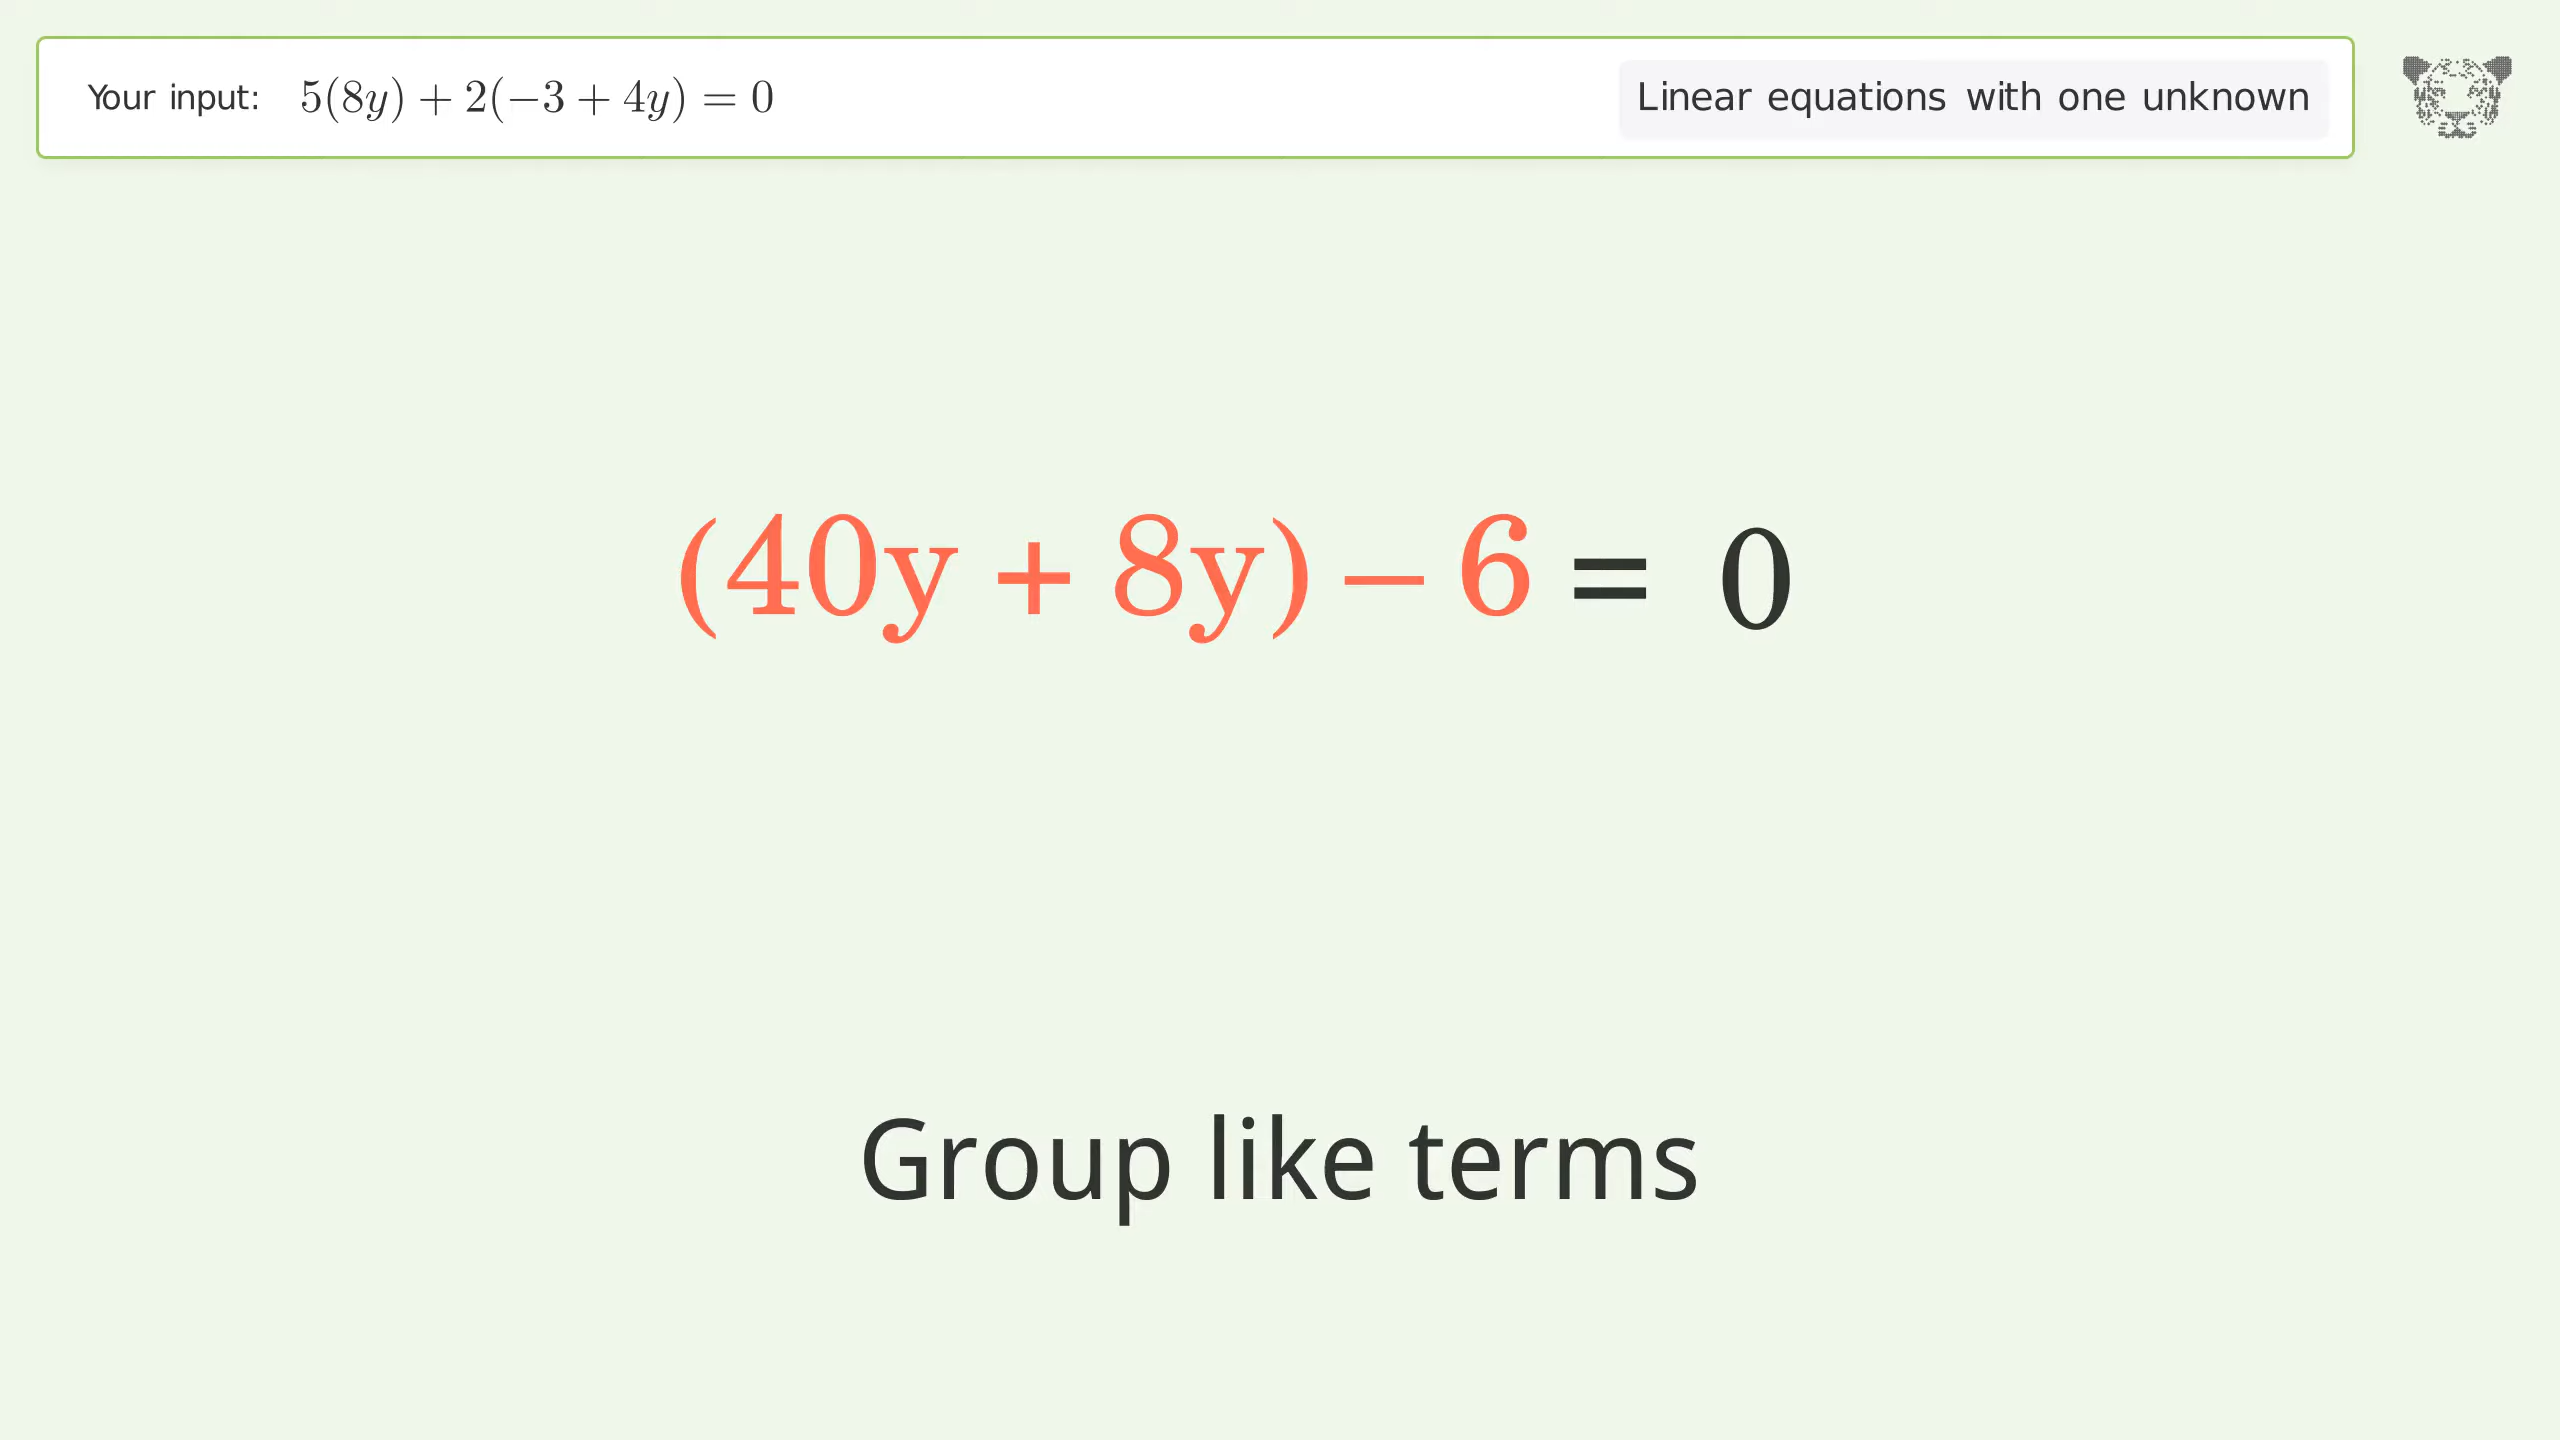 Your input: 5(8y) + 2(−3 + 4y) = 0
Linear equations with one unknown
(40y + 8y) − 6 = 0
Group like terms